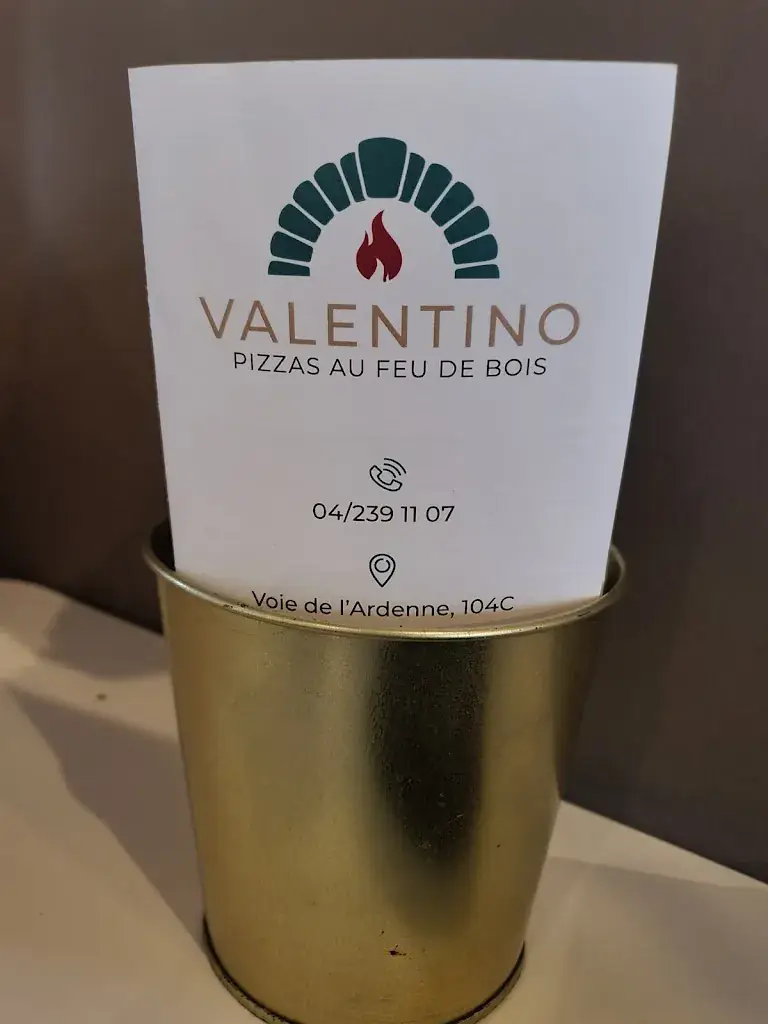 VALENTINO
PIZZAS AU FEU DE BOIS
04/239 11 07
Voie de l'Ardenne, 104C